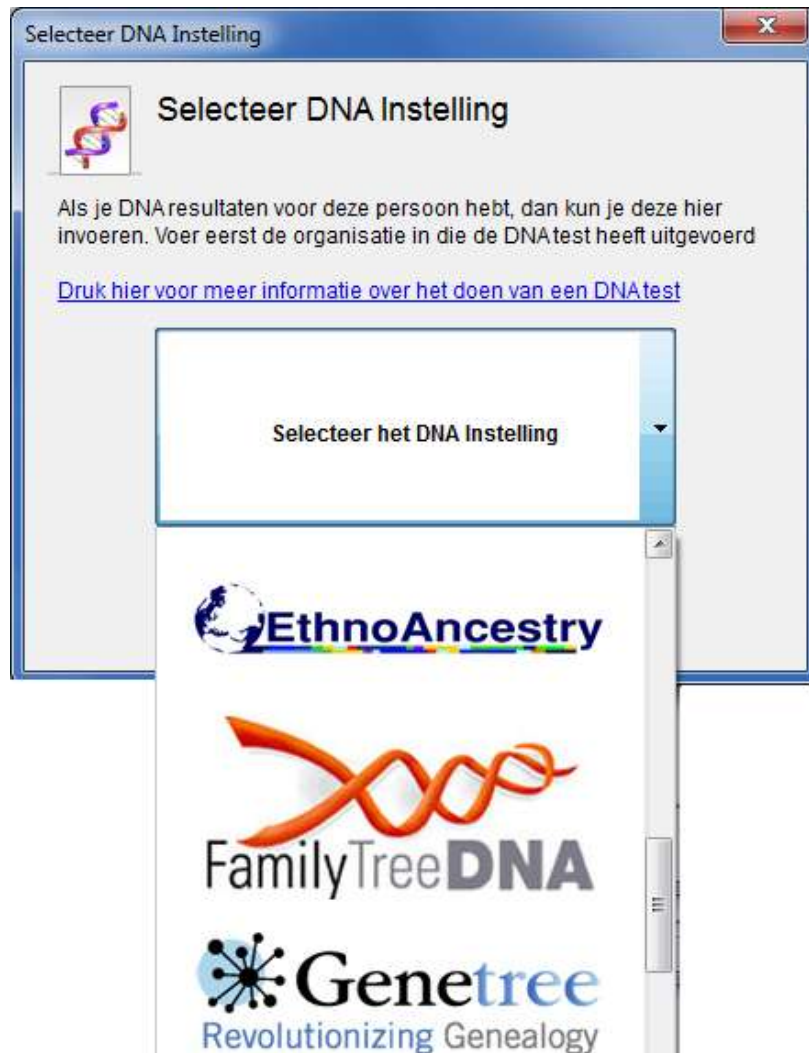 Selecteer DNA Instelling
Selecteer DNA Instelling
Als je DNA resultaten voor deze persoon hebt, dan kun je deze hier
invoeren. Voer eerst de organisatie in die de DNA test heeft uitgevoerd
Druk hier voor meer informatie over het doen van een DNA test
Selecteer het DNA Instelling
EthnoAncestry
FamilyTreeDNA
Genetree
Revolutionizing Genealogy